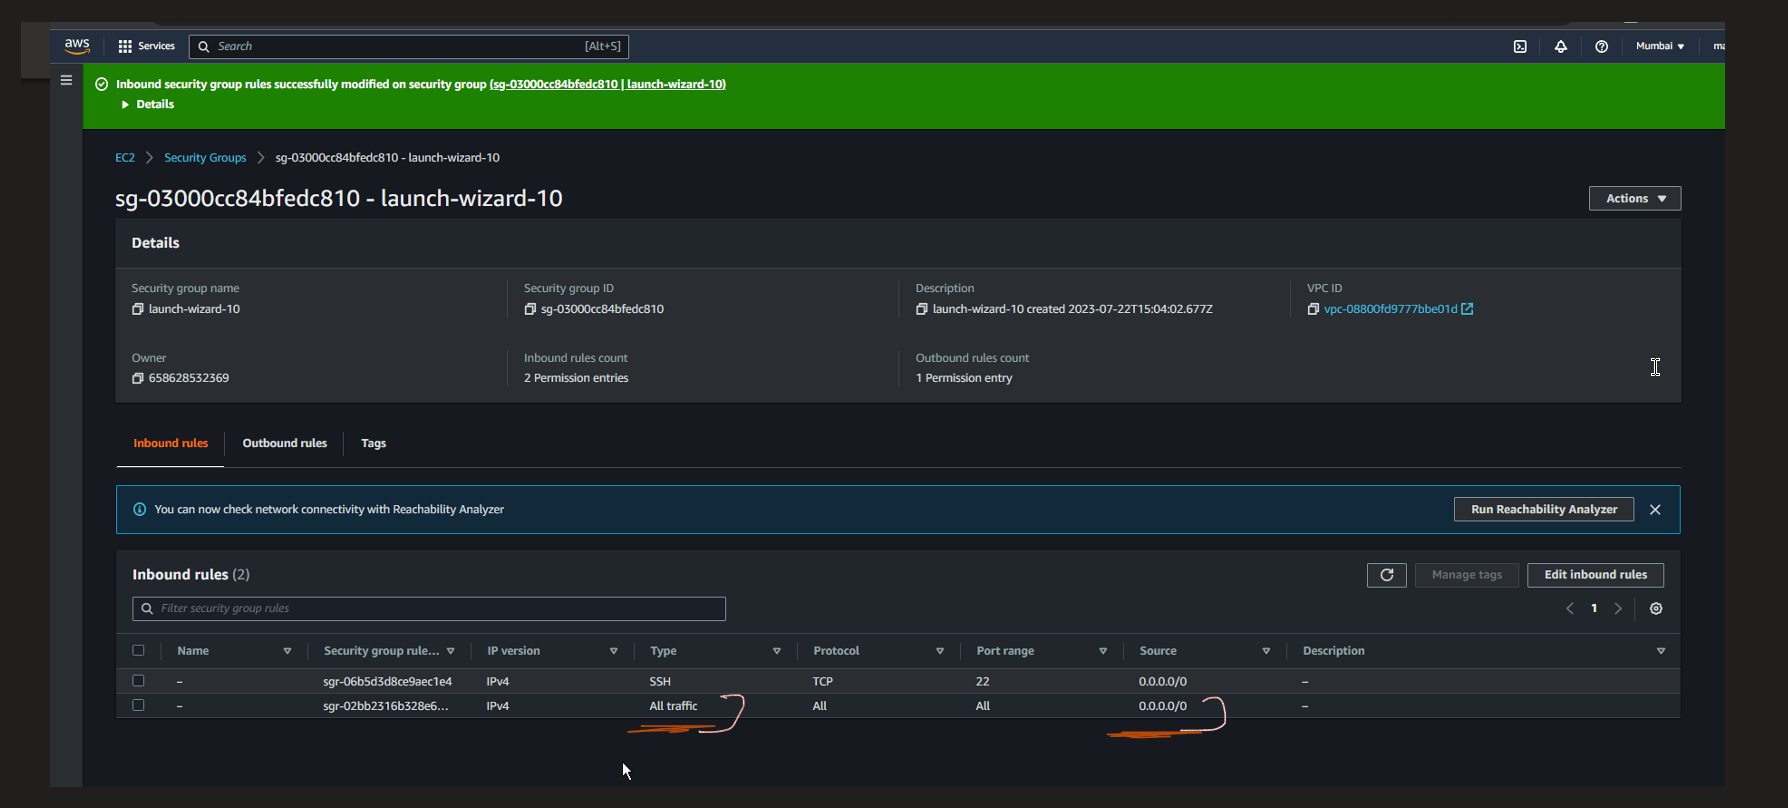 aws Services Search [Alt+S] Mumbai
Inbound security group rules successfully modified on security group (sg-03000cc84bfedc810 | launch-wizard-10)
Details
EC2 Security Groups sg-03000cc84bfedc810 - launch-wizard-10
sg-03000cc84bfedc810 - launch-wizard-10 Actions
Details
Security group name Security group ID Description VPC ID
launch-wizard-10 sg-03000cc84bfedc810 launch-wizard-10 created 2023-07-22T15:04:02.677Z vpc-08800fd9777bbe01d
Owner Inbound rules count Outbound rules count
658628532369 2 Permission entries 1 Permission entry
Inbound rules Outbound rules Tags
You can now check network connectivity with Reachability Analyzer Run Reachability Analyzer
Inbound rules (2) Manage tags Edit inbound rules
Filter security group rules 1
Name Security group rule... IP version Type Protocol Port range Source Description
– sgr-06b5d3d8ce9aec1e4 IPv4 SSH TCP 22 0.0.0.0/0 –
– sgr-02bb2316b328e6... IPv4 All traffic All All 0.0.0.0/0 –